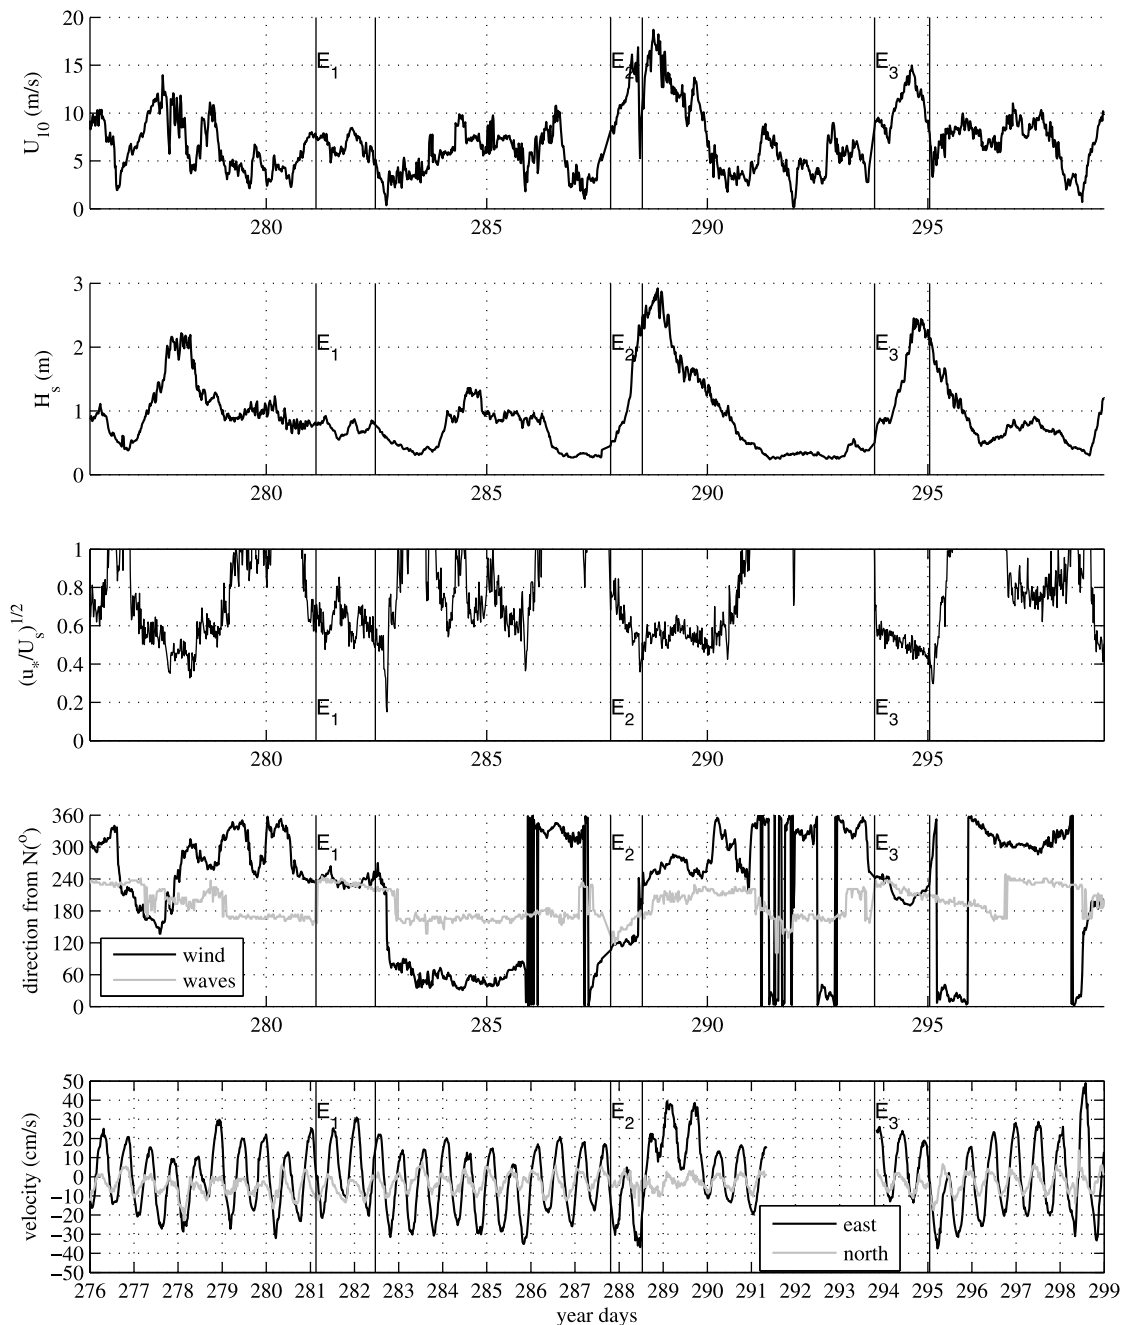 20
15
10
5
0
U10 (m/s)
E1
E2
E3
280 285 290 295
3
2
1
0
Hs (m)
E1
E2
E3
280 285 290 295
1
0.8
0.6
0.4
0.2
0
(u*/Us)1/2
E1
E2
E3
280 285 290 295
360
300
240
180
120
60
0
direction from N(o)
E1
E2
E3
wind
waves
280 285 290 295
50
40
30
20
10
0
−10
−20
−30
−40
−50
velocity (cm/s)
E1
E2
E3
east
north
276 277 278 279 280 281 282 283 284 285 286 287 288 289 290 291 292 293 294 295 296 297 298 299
year days